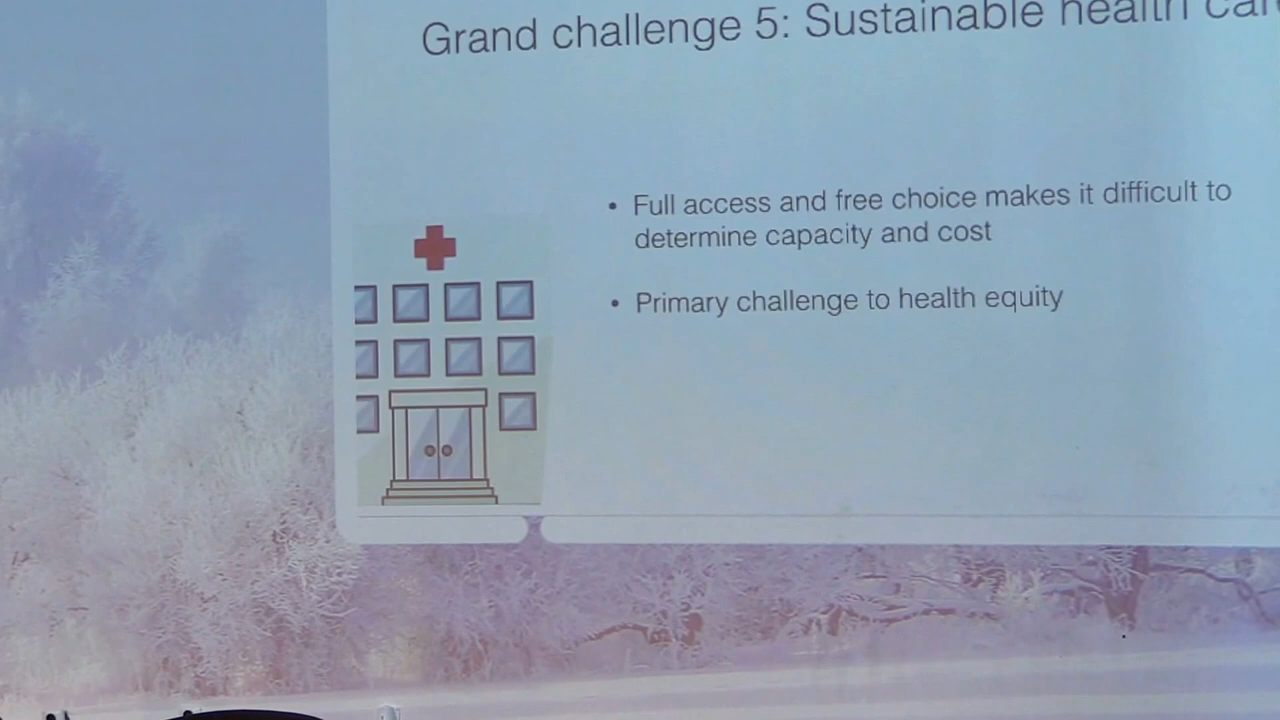 Grand challenge 5: Sustainable health
• Full access and free choice makes it difficult to
determine capacity and cost
• Primary challenge to health equity